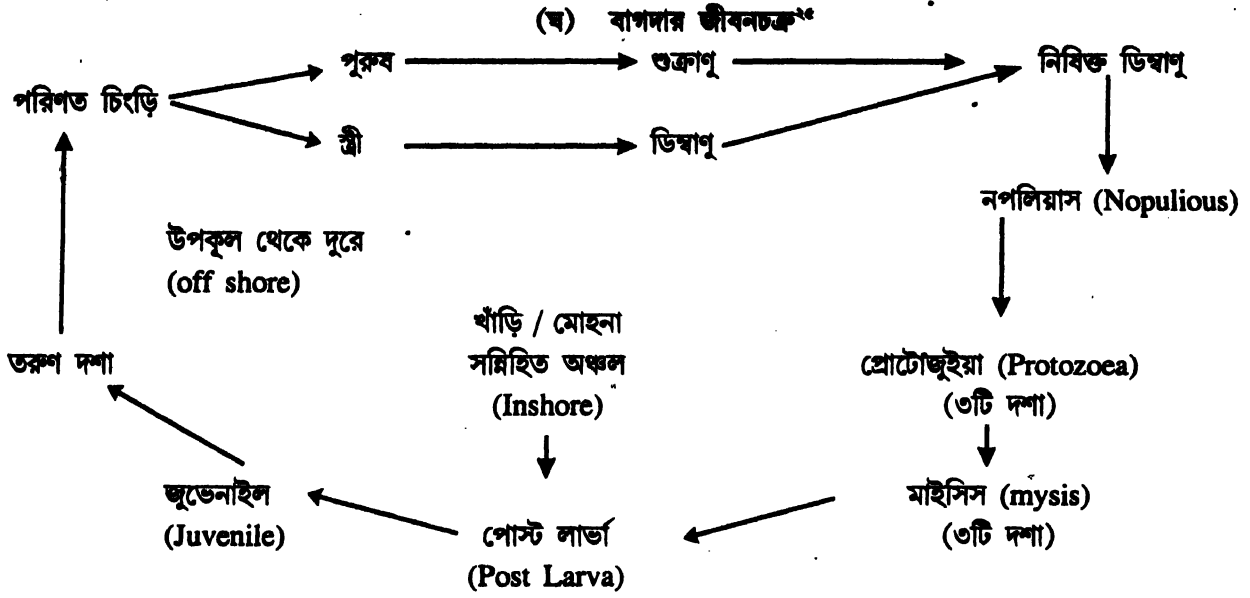 (ঘ) বাগদার জীবনচক্র২৫
পুরুষ শুক্রাণু নিষিক্ত ডিম্বাণু
পরিণত চিংড়ি
স্ত্রী ডিম্বাণু
নপলিয়াস (Nopulious)
উপকূল থেকে দুরে
(off shore)
খাঁড়ি / মোহনা
সন্নিহিত অঞ্চল
(Inshore)
তরুণ দশা
প্রোটোজুইয়া (Protozoea)
(৩টি দশা)
জুভেনাইল
(Juvenile)
মাইসিস (mysis)
(৩টি দশা)
পোস্ট লার্ভা
(Post Larva)